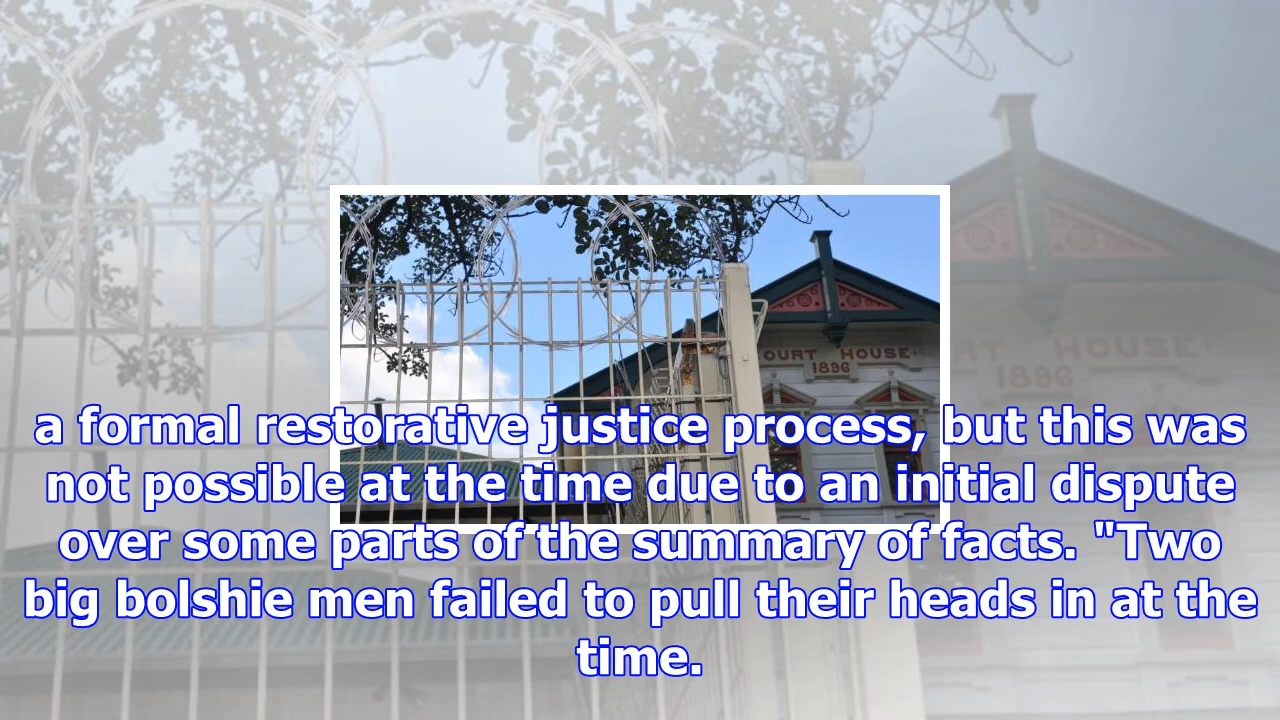 COURT HOUSE
1896
a formal restorative justice process, but this was
not possible at the time due to an initial dispute
over some parts of the summary of facts. "Two
big bolshie men failed to pull their heads in at the
time.